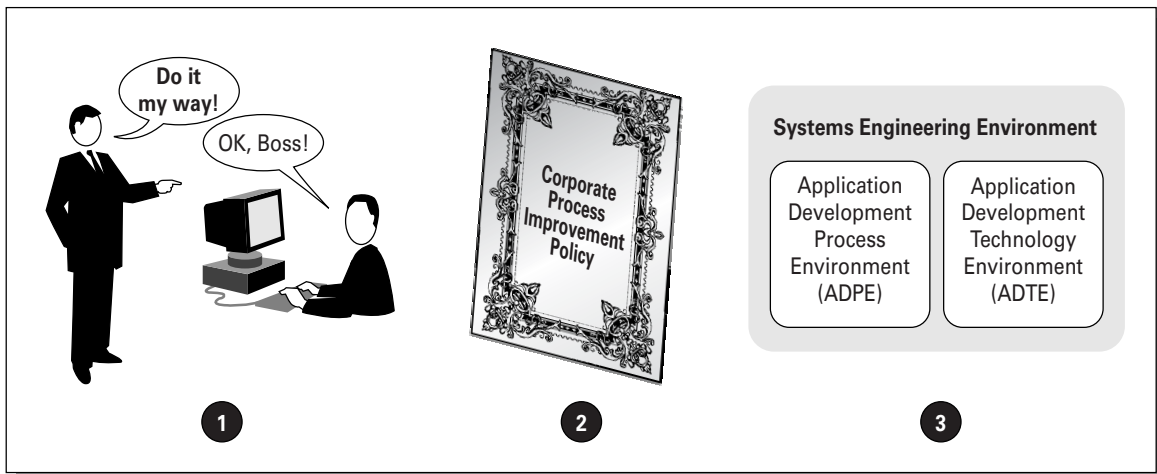 Do it
my way!
OK, Boss!
1
Corporate
Process
Improvement
Policy
2
Systems Engineering Environment
Application
Development
Process
Environment
(ADPE)
Application
Development
Technology
Environment
(ADTE)
3